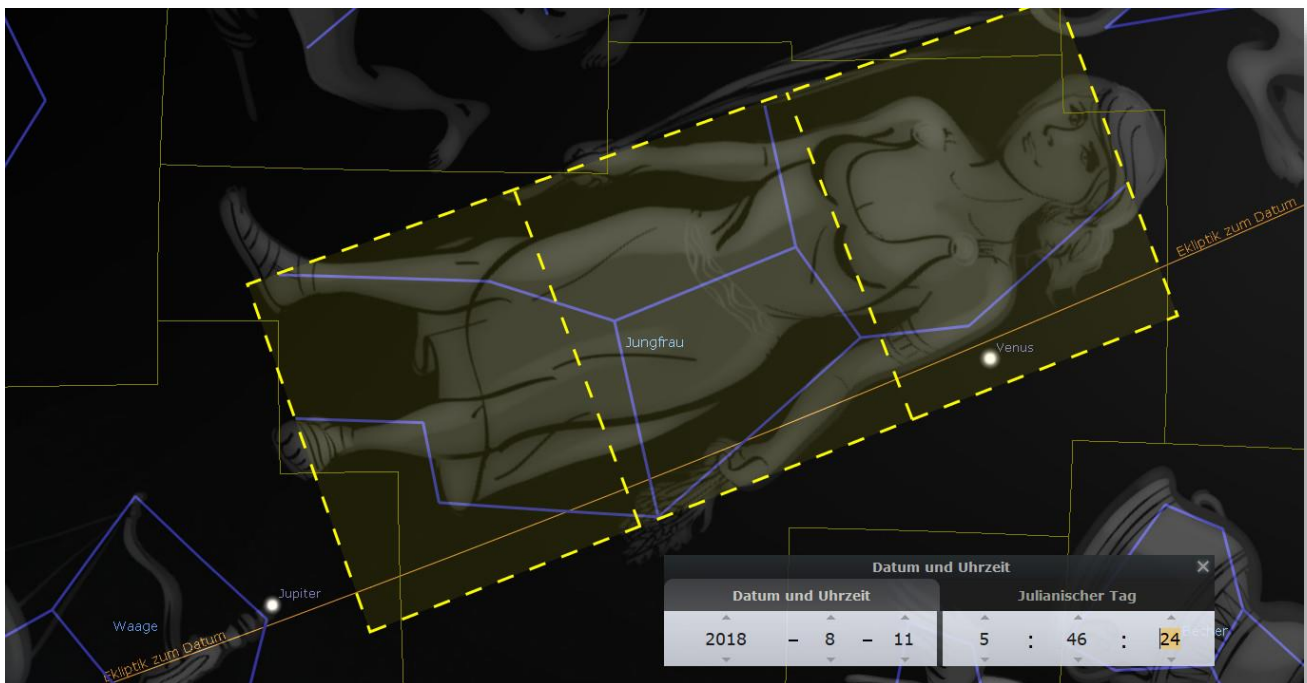 Ekliptik zum Datum
Jungfrau
Venus
Jupiter
Waage
Ekliptik zum Datum
Datum und Uhrzeit
Datum und Uhrzeit Julianischer Tag
2018 – 8 – 11 5 : 46 : 24